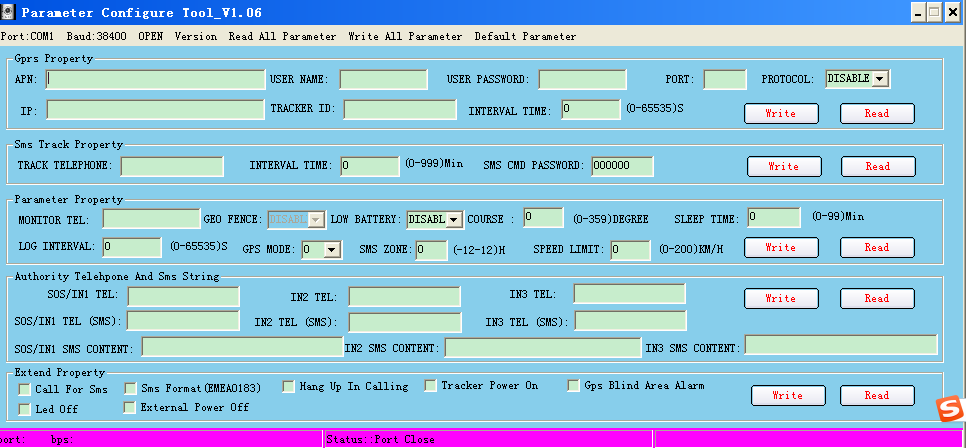 Parameter Configure Tool_V1.06
Port:COM1 Baud:38400 OPEN Version Read All Parameter Write All Parameter Default Parameter
Gprs Property
APN: USER NAME: USER PASSWORD: PORT: PROTOCOL: DISABLE
IP: TRACKER ID: INTERVAL TIME: 0 (0-65535)S Write Read
Sms Track Property
TRACK TELEPHONE: INTERVAL TIME: 0 (0-999)Min SMS CMD PASSWORD: 000000 Write Read
Parameter Property
MONITOR TEL: GEO FENCE: DISABL LOW BATTERY: DISABL COURSE : 0 (0-359)DEGREE SLEEP TIME: 0 (0-99)Min
LOG INTERVAL: 0 (0-65535)S GPS MODE: 0 SMS ZONE: 0 (-12-12)H SPEED LIMIT: 0 (0-200)KM/H Write Read
Authority Telehpone And Sms String
SOS/IN1 TEL: IN2 TEL: IN3 TEL: Write Read
SOS/IN1 TEL (SMS): IN2 TEL (SMS): IN3 TEL (SMS):
SOS/IN1 SMS CONTENT: IN2 SMS CONTENT: IN3 SMS CONTENT:
Extend Property
Call For Sms Sms Format(EMEA0183) Hang Up In Calling Tracker Power On Gps Blind Area Alarm
Led Off External Power Off Write Read
port: bps: Status: Port Close